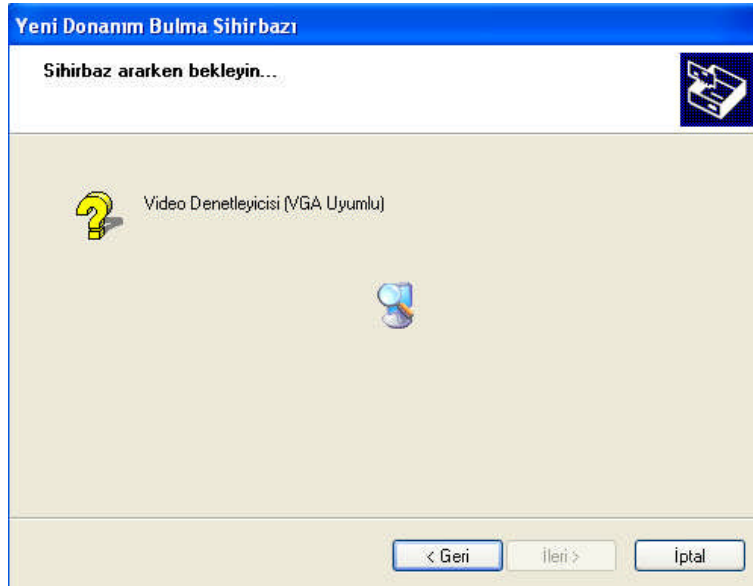 Yeni Donanım Bulma Sihirbazı
Sihirbaz ararken bekleyin...
Video Denetleyicisi (VGA Uyumlu)
< Geri
İleri >
İptal